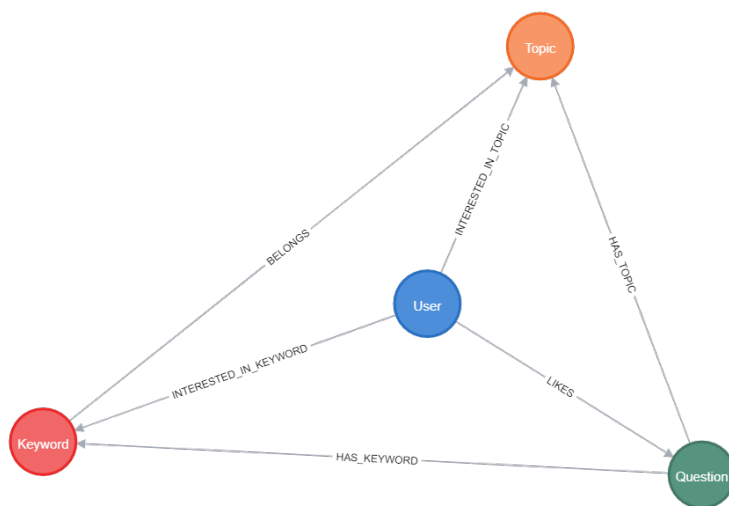 Topic
INTERESTED_IN_TOPIC
BELONGS
HAS_TOPIC
User
INTERESTED_IN_KEYWORD
LIKES
Keyword
HAS_KEYWORD
Question